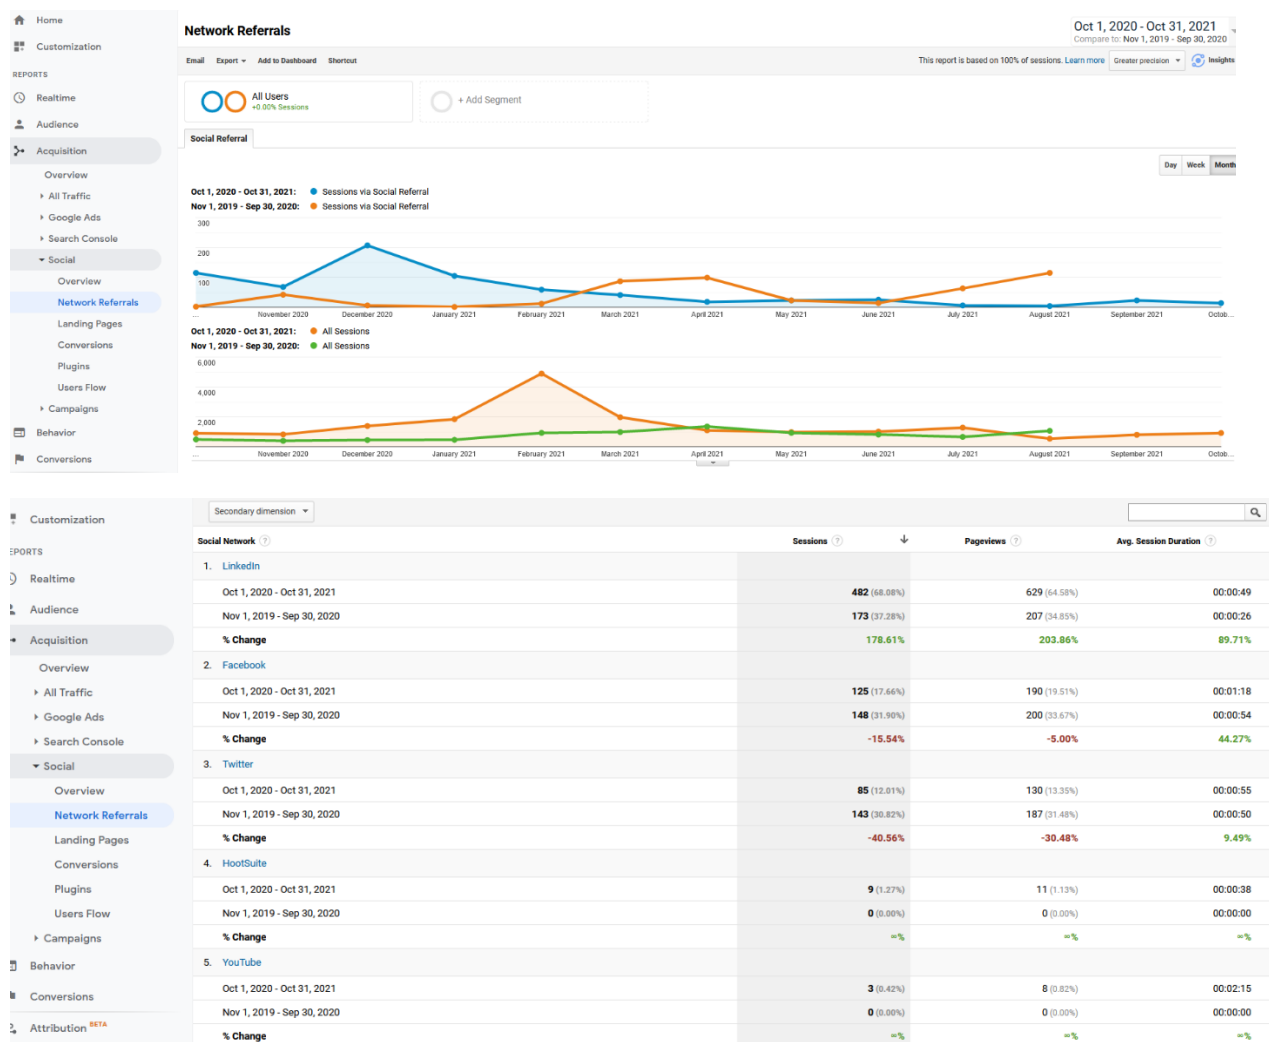 Home
Customization
REPORTS
Realtime
Audience
Acquisition
Overview
All Traffic
Google Ads
Search Console
Social
Overview
Network Referrals
Landing Pages
Conversions
Plugins
Users Flow
Campaigns
Behavior
Conversions
Network Referrals
Oct 1, 2020 - Oct 31, 2021
Compare to: Nov 1, 2019 - Sep 30, 2020
Email Export Add to Dashboard Shortcut
This report is based on 100% of sessions. Learn more Greater precision Insights
All Users
+0.00% Sessions
+ Add Segment
Social Referral
Day Week Month
Oct 1, 2020 - Oct 31, 2021: Sessions via Social Referral
Nov 1, 2019 - Sep 30, 2020: Sessions via Social Referral
300
200
100
... November 2020 December 2020 January 2021 February 2021 March 2021 April 2021 May 2021 June 2021 July 2021 August 2021 September 2021 Octob...
Oct 1, 2020 - Oct 31, 2021: All Sessions
Nov 1, 2019 - Sep 30, 2020: All Sessions
6,000
4,000
2,000
... November 2020 December 2020 January 2021 February 2021 March 2021 April 2021 May 2021 June 2021 July 2021 August 2021 September 2021 Octob...
Customization
EPORTS
Realtime
Audience
Acquisition
Overview
All Traffic
Google Ads
Search Console
Social
Overview
Network Referrals
Landing Pages
Conversions
Plugins
Users Flow
Campaigns
Behavior
Conversions
Attribution BETA
Secondary dimension
Social Network ? Sessions ? Pageviews ? Avg. Session Duration ?
1. LinkedIn
Oct 1, 2020 - Oct 31, 2021 482 (68.08%) 629 (64.58%) 00:00:49
Nov 1, 2019 - Sep 30, 2020 173 (37.28%) 207 (34.85%) 00:00:26
% Change 178.61% 203.86% 89.71%
2. Facebook
Oct 1, 2020 - Oct 31, 2021 125 (17.66%) 190 (19.51%) 00:01:18
Nov 1, 2019 - Sep 30, 2020 148 (31.90%) 200 (33.67%) 00:00:54
% Change -15.54% -5.00% 44.27%
3. Twitter
Oct 1, 2020 - Oct 31, 2021 85 (12.01%) 130 (13.35%) 00:00:55
Nov 1, 2019 - Sep 30, 2020 143 (30.82%) 187 (31.48%) 00:00:50
% Change -40.56% -30.48% 9.49%
4. HootSuite
Oct 1, 2020 - Oct 31, 2021 9 (1.27%) 11 (1.13%) 00:00:38
Nov 1, 2019 - Sep 30, 2020 0 (0.00%) 0 (0.00%) 00:00:00
% Change ∞% ∞% ∞%
5. YouTube
Oct 1, 2020 - Oct 31, 2021 3 (0.42%) 8 (0.82%) 00:02:15
Nov 1, 2019 - Sep 30, 2020 0 (0.00%) 0 (0.00%) 00:00:00
% Change ∞% ∞% ∞%